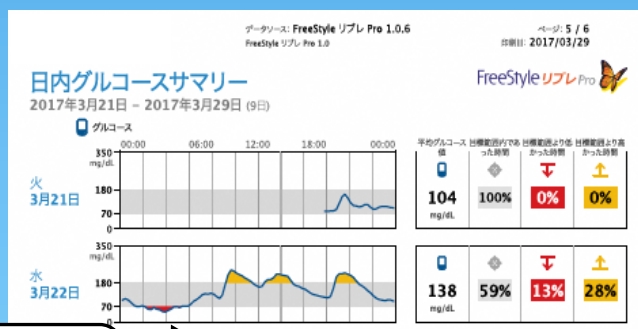 データソース: FreeStyle リブレ Pro 1.0.6
FreeStyle リブレ Pro 1.0
ページ: 5 / 6
印刷日: 2017/03/29
日内グルコースサマリー
2017年3月21日 – 2017年3月29日 (9日)
FreeStyle リブレ Pro
グルコース
00:00 06:00 12:00 18:00 00:00
平均グルコース値
目標範囲内であった時間
目標範囲より低かった時間
目標範囲より高かった時間
火
3月21日
350
mg/dL
180
70
0
104
mg/dL
100%
0%
0%
水
3月22日
350
mg/dL
180
70
0
138
mg/dL
59%
13%
28%